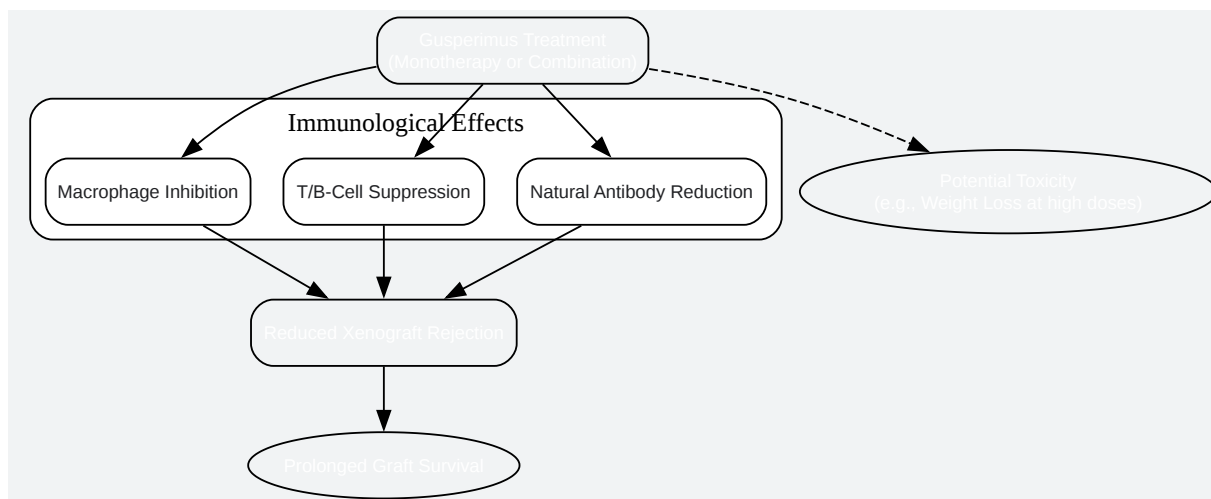 Gusperimus Treatment
(Monotherapy or Combination)
Immunological Effects
Macrophage Inhibition
T/B-Cell Suppression
Natural Antibody Reduction
Potential Toxicity
(e.g., Weight Loss at high doses)
Reduced Xenograft Rejection
Prolonged Graft Survival